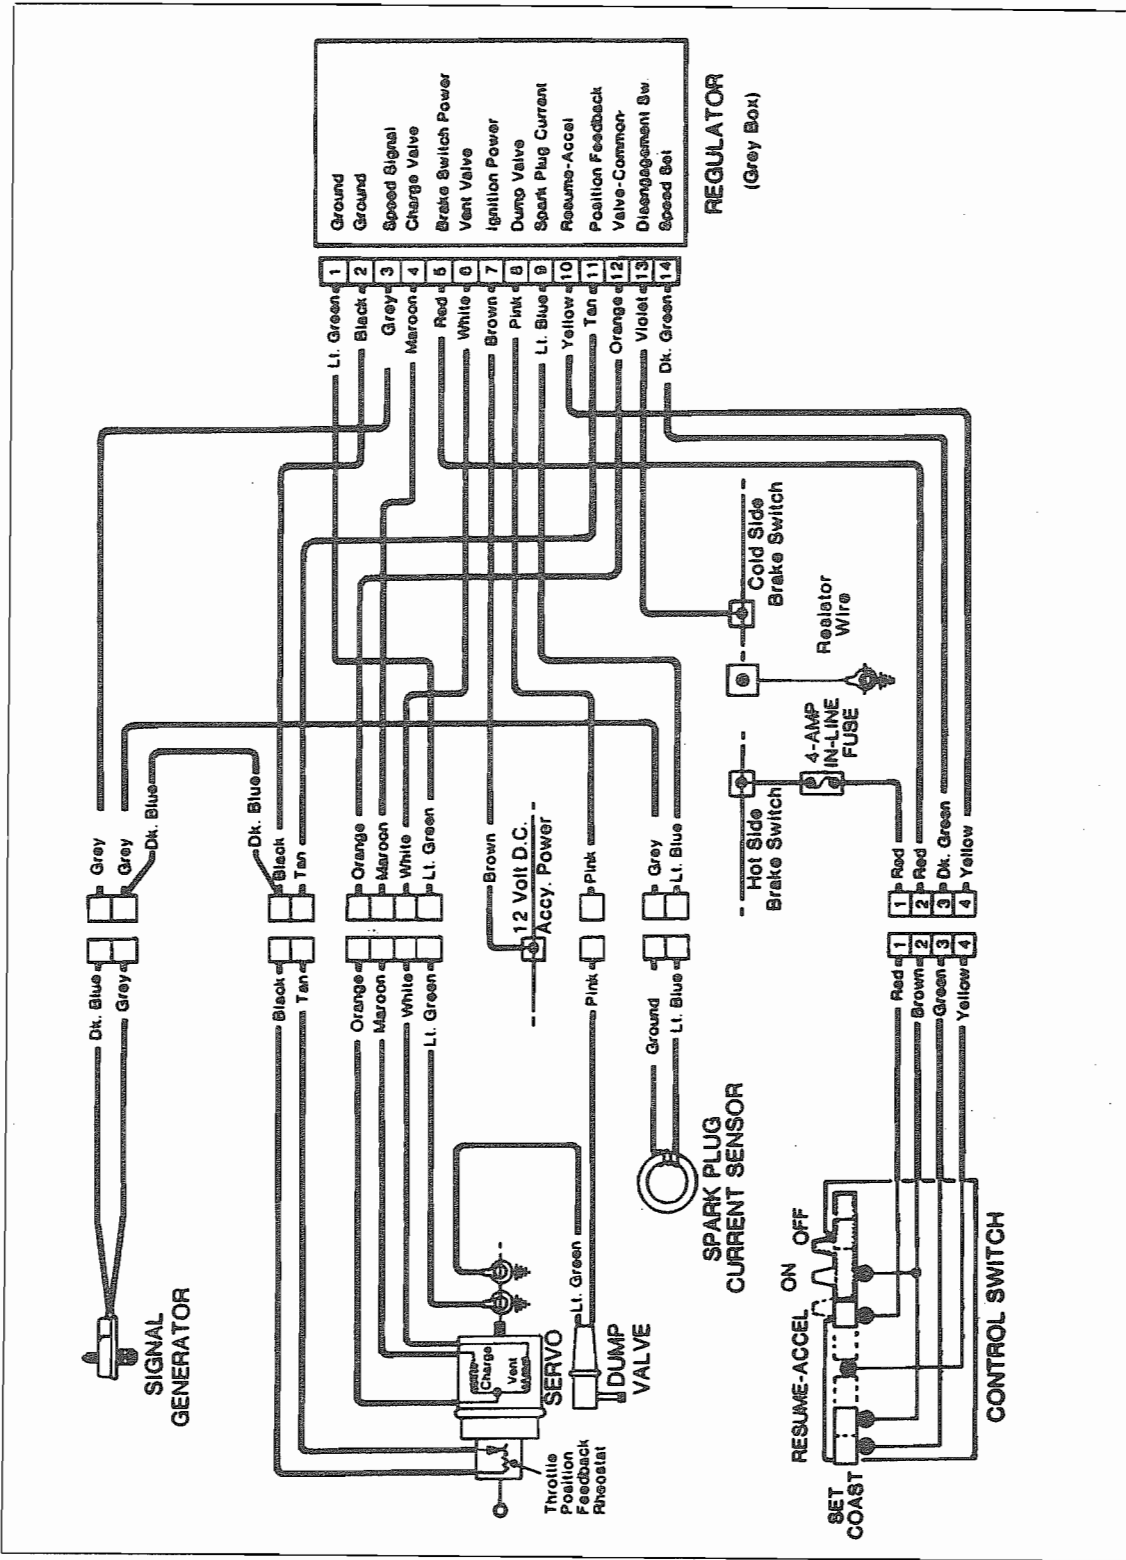 REGULATOR
(Grey Box)
Ground
Ground
Speed Signal
Charge Valve
Brake Switch Power
Vent Valve
Ignition Power
Dump Valve
Spark Plug Current
Resume-Accel
Position Feedback
Valve-Common
Disengagement Sw.
Speed Set
1
2
3
4
5
6
7
8
9
10
11
12
13
14
Lt. Green
Black
Grey
Maroon
Red
White
Brown
Pink
Lt. Blue
Yellow
Tan
Orange
Violet
Dk. Green
Cold Side
Brake Switch
Resistor
Wire
4-AMP
IN-LINE
FUSE
Hot Side
Brake Switch
Grey
Grey
Dk. Blue
Dk. Blue
Black
Tan
Orange
Maroon
White
Lt. Green
Brown
12 Volt D.C.
Accy. Power
Pink
Grey
Lt. Blue
Red
Red
Dk. Green
Yellow
1
2
3
4
1
2
3
4
Dk. Blue
Grey
Black
Tan
Orange
Maroon
White
Lt. Green
Pink
Ground
Lt. Blue
Red
Brown
Green
Yellow
SIGNAL
GENERATOR
Charge
Vent
SERVO
Throttle
Position
Feedback
Rheostat
Lt. Green
DUMP
VALVE
SPARK PLUG
CURRENT SENSOR
SET
COAST
RESUME-ACCEL
ON
OFF
CONTROL SWITCH